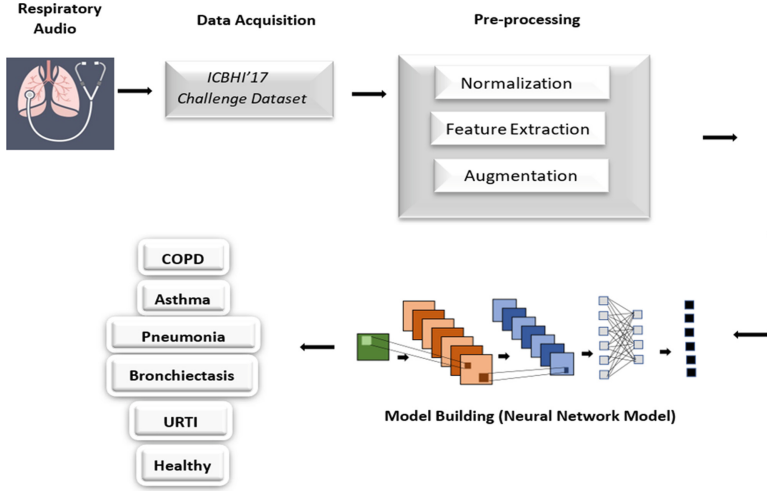 Respiratory
Audio
Data Acquisition
Pre-processing
ICBHI'17
Challenge Dataset
Normalization
Feature Extraction
Augmentation
COPD
Asthma
Pneumonia
Bronchiectasis
URTI
Healthy
Model Building (Neural Network Model)